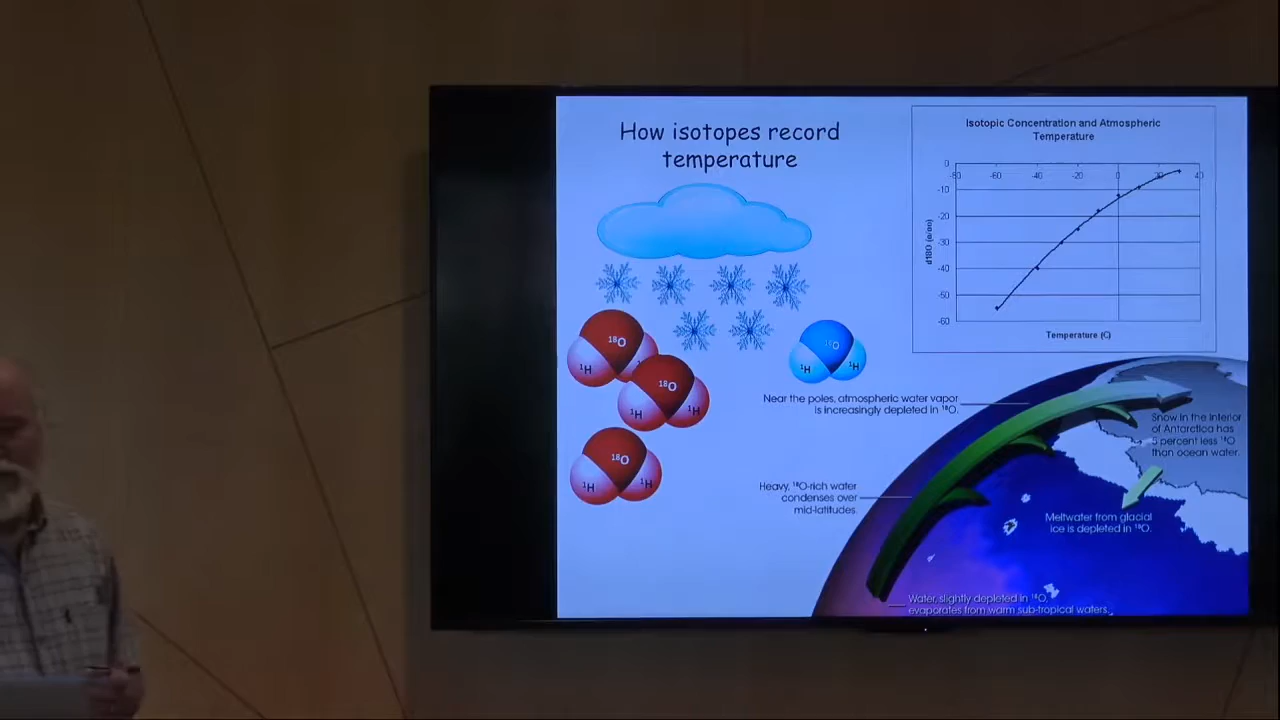 How isotopes record
temperature
Isotopic Concentration and Atmospheric
Temperature
0
-80
-60
-40
-20
0
20
40
-10
-20
-30
-40
-50
-60
d18O (o/oo)
Temperature (C)
¹⁸O
¹H
¹⁸O
¹H
¹H
¹⁸O
¹H
¹H
¹⁸O
¹H
¹H
Near the poles, atmospheric water vapor
is increasingly depleted in ¹⁸O.
Snow in the interior
of Antarctica has
5 percent less ¹⁸O
than ocean water.
Heavy, ¹⁸O-rich water
condenses over
mid-latitudes.
Meltwater from glacial
ice is depleted in ¹⁸O.
Water, slightly depleted in ¹⁸O,
evaporates from warm sub-tropical waters.